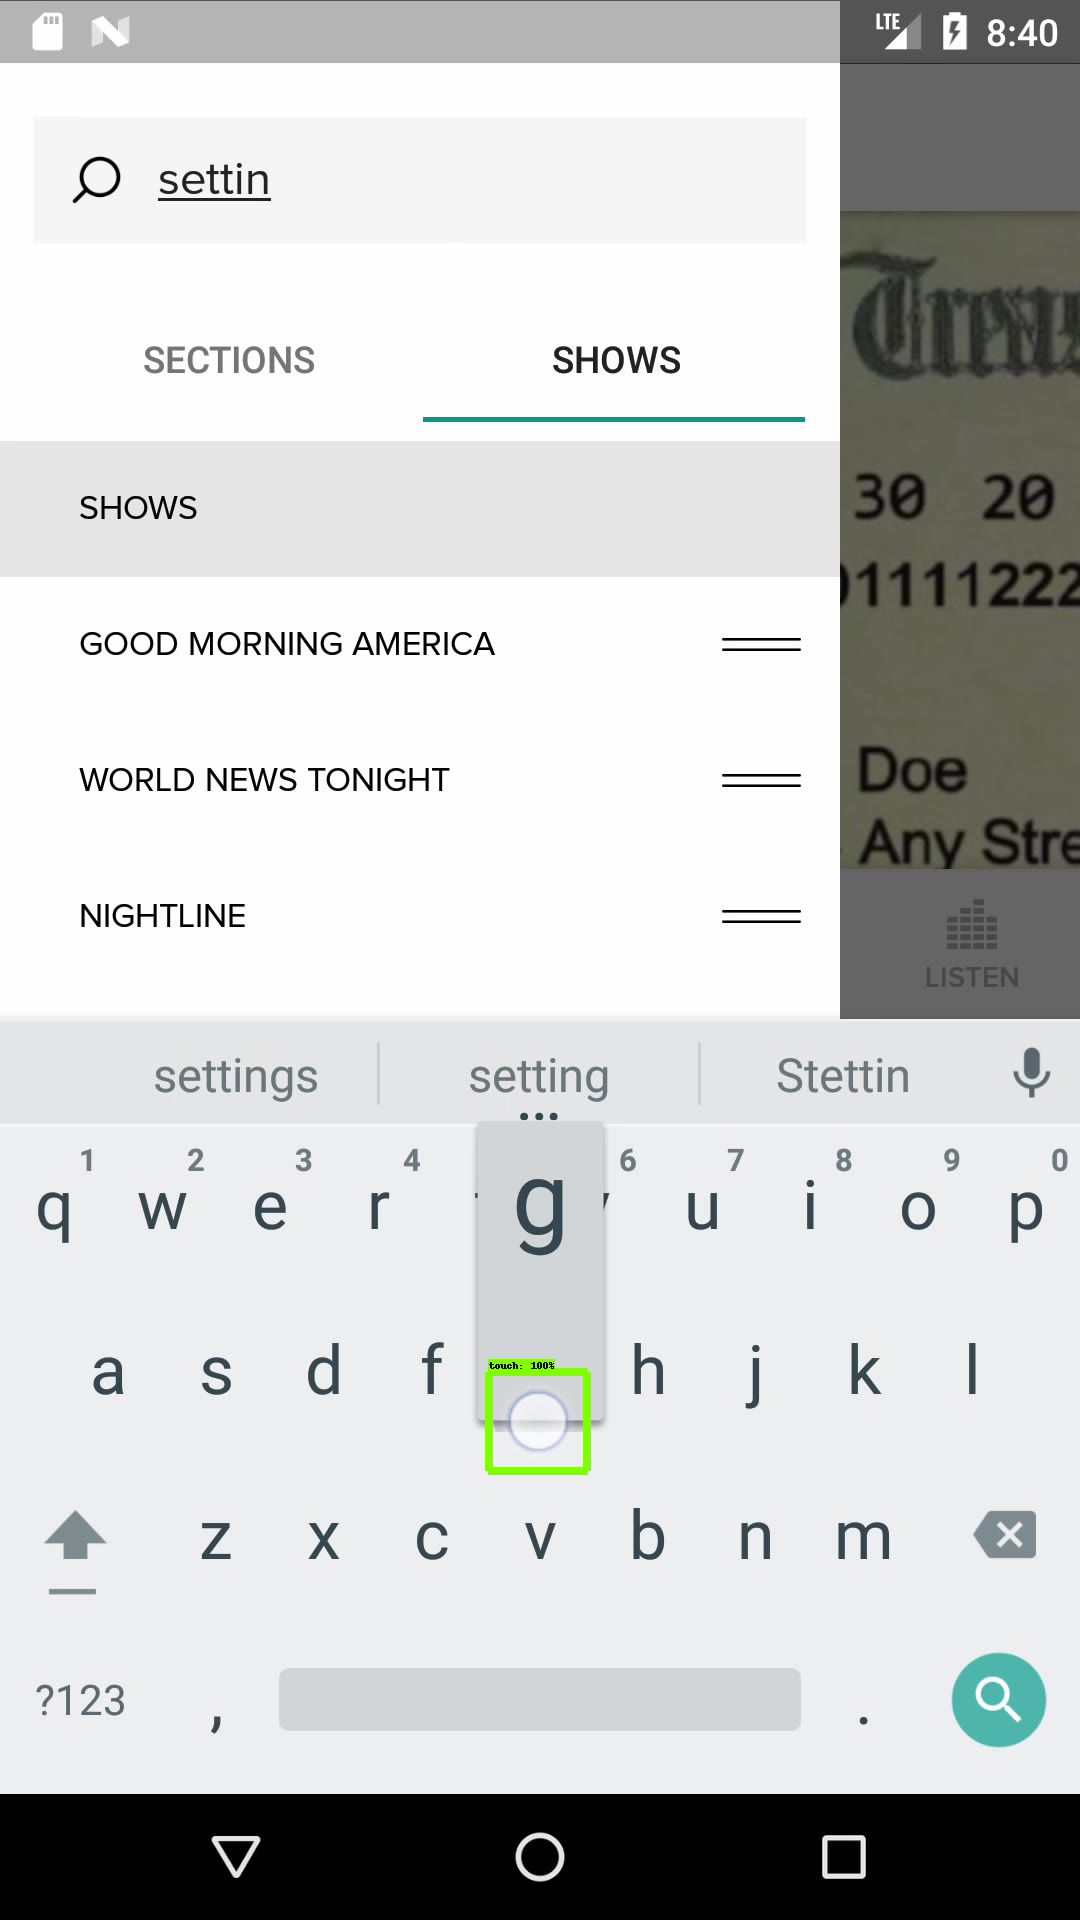 LTE 8:40
settin
SECTIONS SHOWS
SHOWS
GOOD MORNING AMERICA
WORLD NEWS TONIGHT
NIGHTLINE
30 20
01111222
Doe
Any Stre
LISTEN
settings setting Stettin
1 2 3 4 6 7 8 9 0
q w e r g u i o p
a s d f h j k l
touch: 100%
z x c v b n m
?123 , .